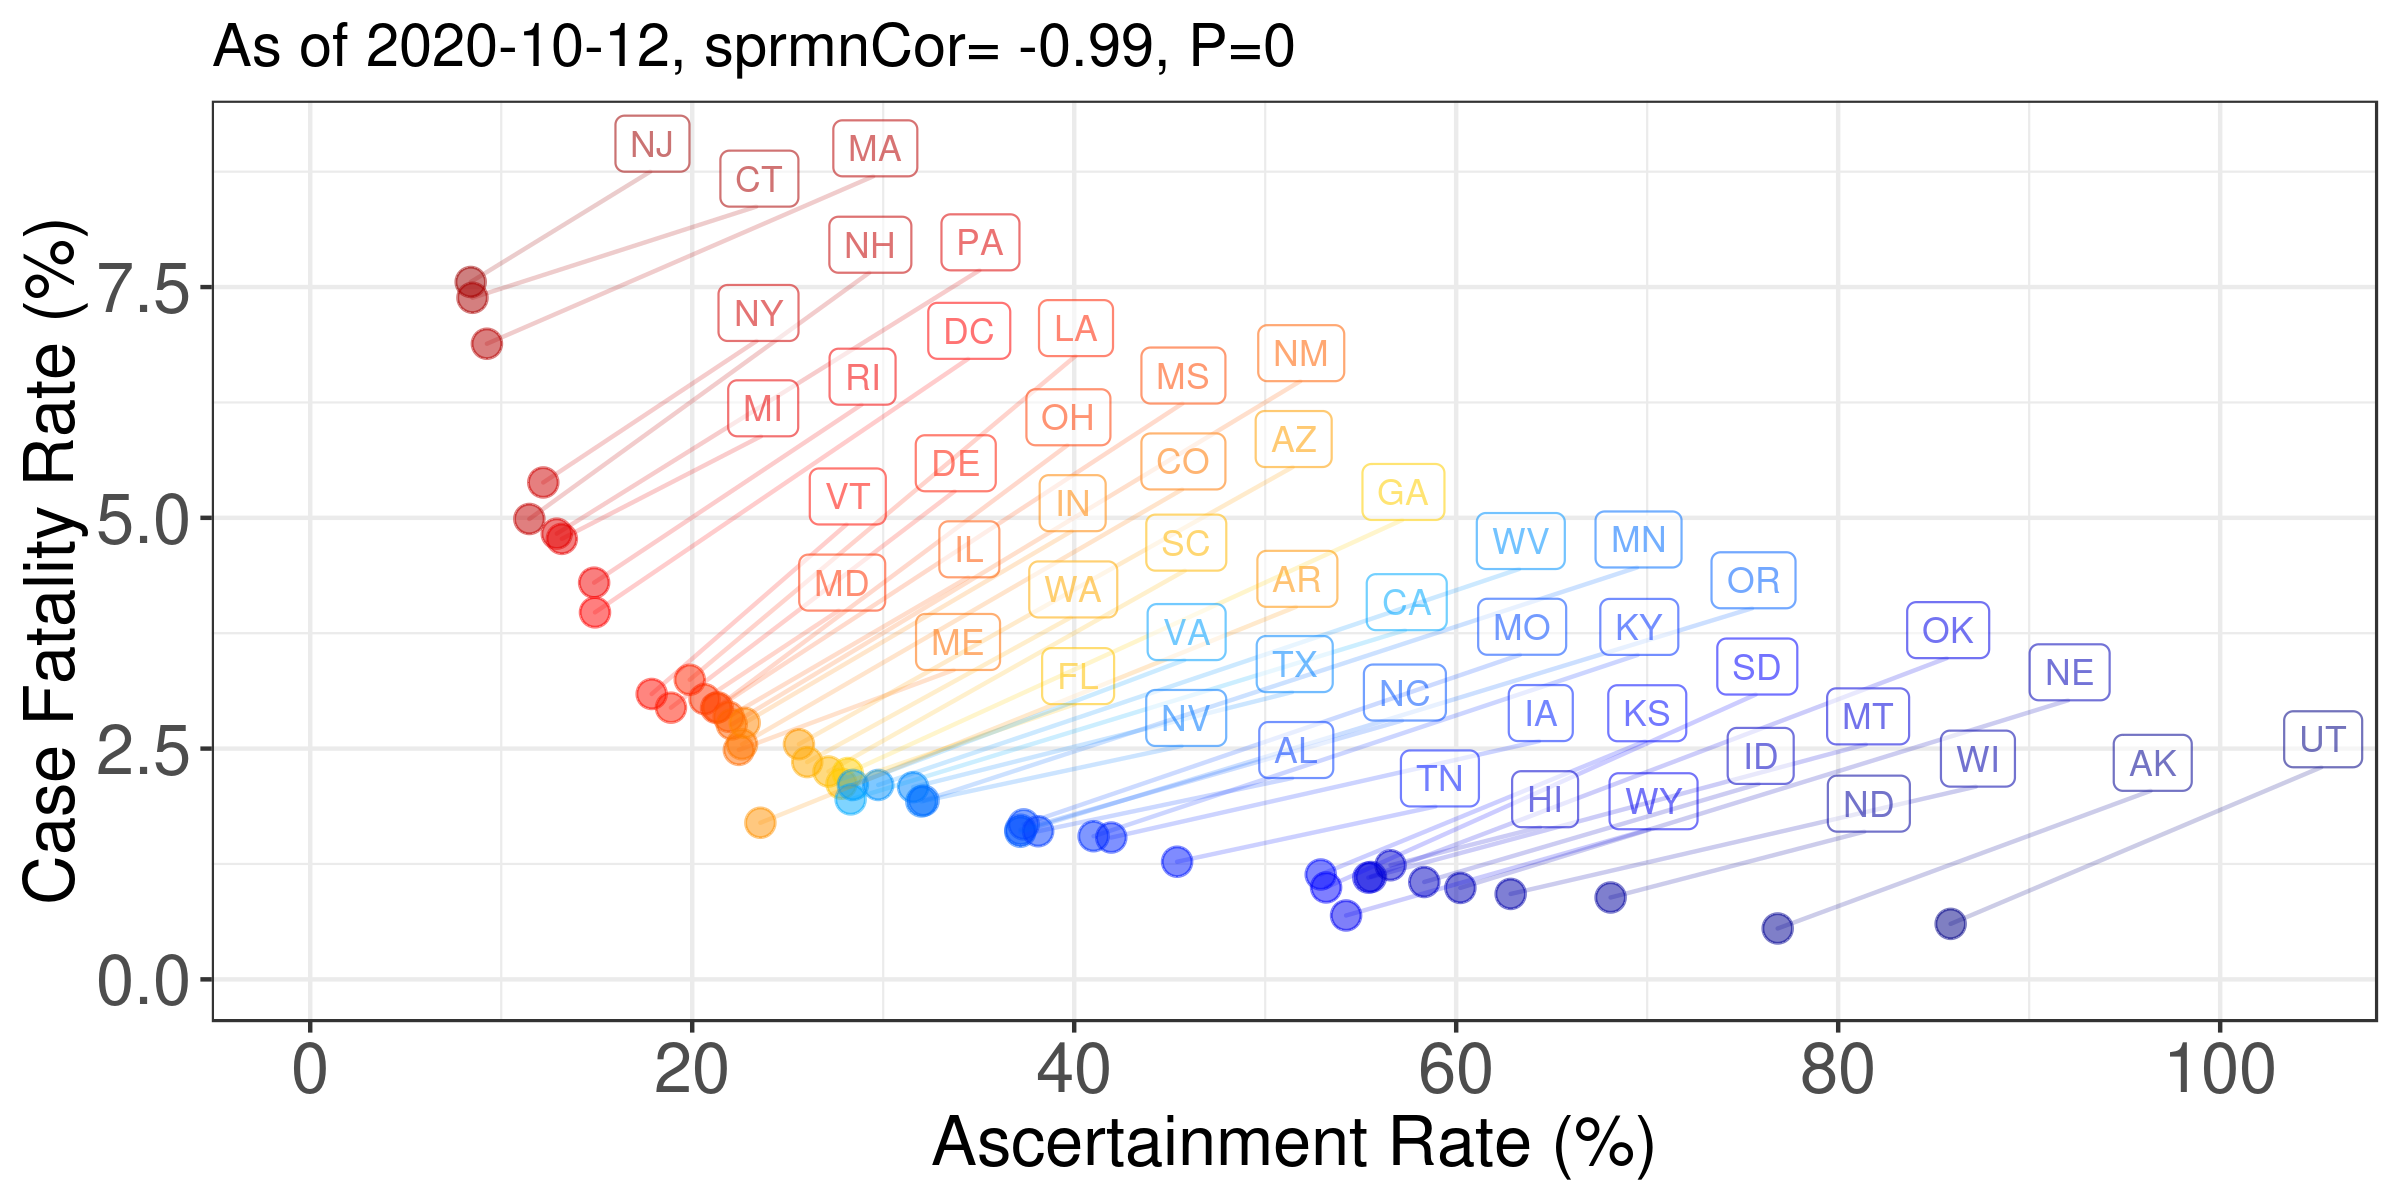 As of 2020-10-12, sprmnCor= -0.99, P=0
Case Fatality Rate (%)
7.5
5.0
2.5
0.0
NJ
CT
MA
NH
PA
NY
DC
LA
RI
MI
NM
MS
OH
AZ
CO
DE
VT
IN
GA
IL
SC
WV
MN
MD
WA
AR
OR
CA
ME
VA
MO
KY
OK
FL
TX
SD
NE
NC
NV
IA
KS
MT
AL
ID
WI
UT
TN
AK
HI
WY
ND
0
20
40
60
80
100
Ascertainment Rate (%)